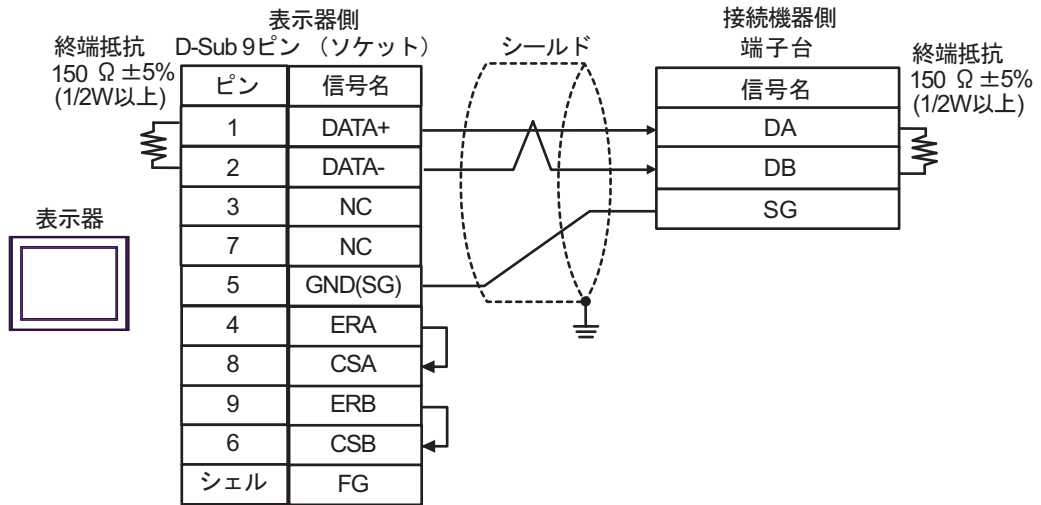 表示器側
D-Sub 9ピン （ソケット）
終端抵抗
150 Ω ±5%
(1/2W以上)
ピン 信号名
1 DATA+
2 DATA-
3 NC
7 NC
5 GND(SG)
4 ERA
8 CSA
9 ERB
6 CSB
シェル FG
表示器
シールド
接続機器側
端子台
信号名
DA
DB
SG
終端抵抗
150 Ω ±5%
(1/2W以上)